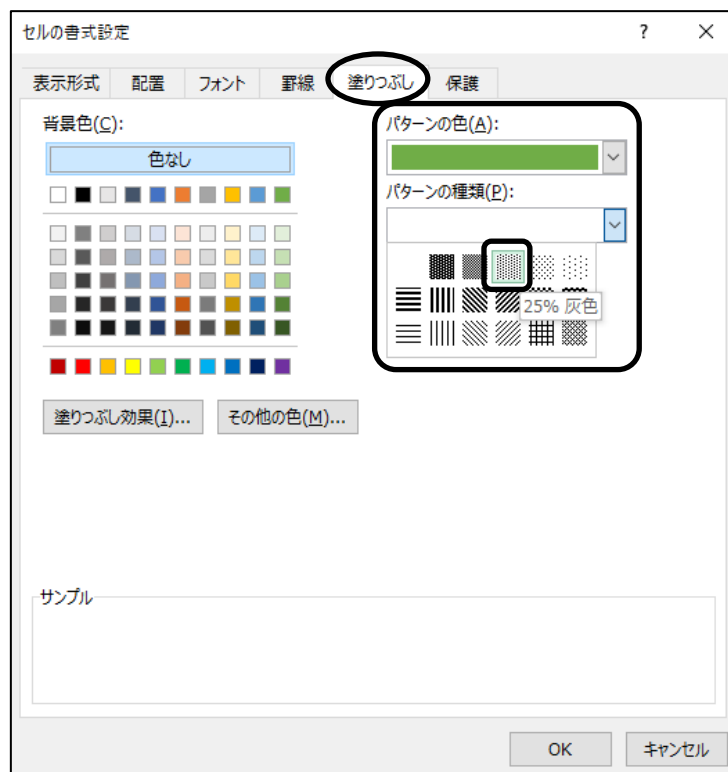 セルの書式設定
表示形式 配置 フォント 罫線 塗りつぶし 保護
背景色(C):
色なし
パターンの色(A):
パターンの種類(P):
25% 灰色
塗りつぶし効果(I)... その他の色(M)...
サンプル
OK キャンセル